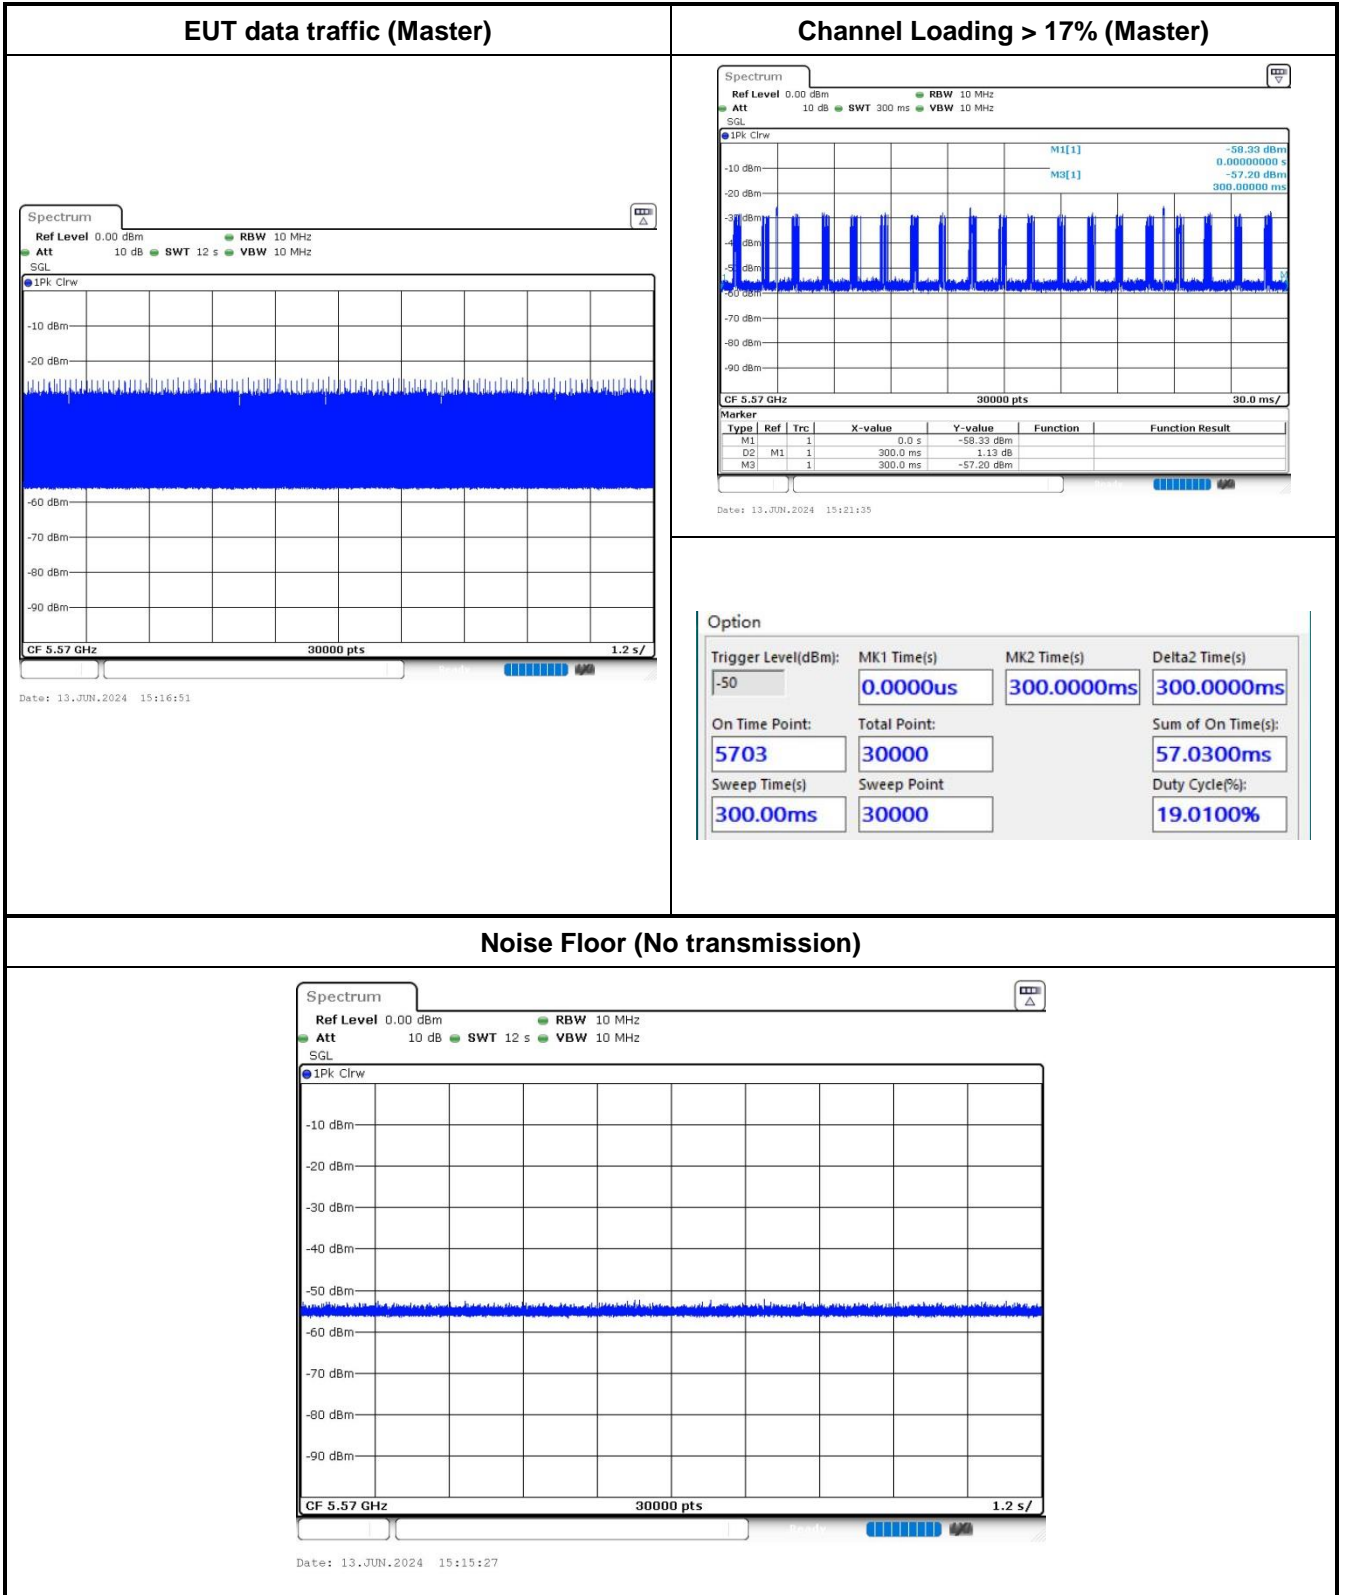 EUT data traffic (Master)
Spectrum
Ref Level 0.00 dBm RBW 10 MHz
Att 10 dB SWT 12 s VBW 10 MHz
SGL
1Pk Clrw
-10 dBm
-20 dBm
-60 dBm
-70 dBm
-80 dBm
-90 dBm
CF 5.57 GHz 30000 pts 1.2 s/
Date: 13.JUN.2024 15:16:51
Channel Loading > 17% (Master)
Spectrum
Ref Level 0.00 dBm RBW 10 MHz
Att 10 dB SWT 300 ms VBW 10 MHz
SGL
1Pk Clrw
M1[1] -58.33 dBm
0.00000000 s
M3[1] -57.20 dBm
300.00000 ms
-10 dBm
-20 dBm
-60 dBm
-70 dBm
-80 dBm
-90 dBm
CF 5.57 GHz 30000 pts 30.0 ms/
Marker
Type Ref Trc X-value Y-value Function Function Result
M1 1 0.0 s -58.33 dBm
D2 M1 1 300.0 ms 1.13 dB
M3 1 300.0 ms -57.20 dBm
Date: 13.JUN.2024 15:21:35
Option
Trigger Level(dBm): MK1 Time(s) MK2 Time(s) Delta2 Time(s)
-50 0.0000us 300.0000ms 300.0000ms
On Time Point: Total Point: Sum of On Time(s):
5703 30000 57.0300ms
Sweep Time(s) Sweep Point Duty Cycle(%):
300.00ms 30000 19.0100%
Noise Floor (No transmission)
Spectrum
Ref Level 0.00 dBm RBW 10 MHz
Att 10 dB SWT 12 s VBW 10 MHz
SGL
1Pk Clrw
-10 dBm
-20 dBm
-30 dBm
-40 dBm
-50 dBm
-60 dBm
-70 dBm
-80 dBm
-90 dBm
CF 5.57 GHz 30000 pts 1.2 s/
Ready
Date: 13.JUN.2024 15:15:27